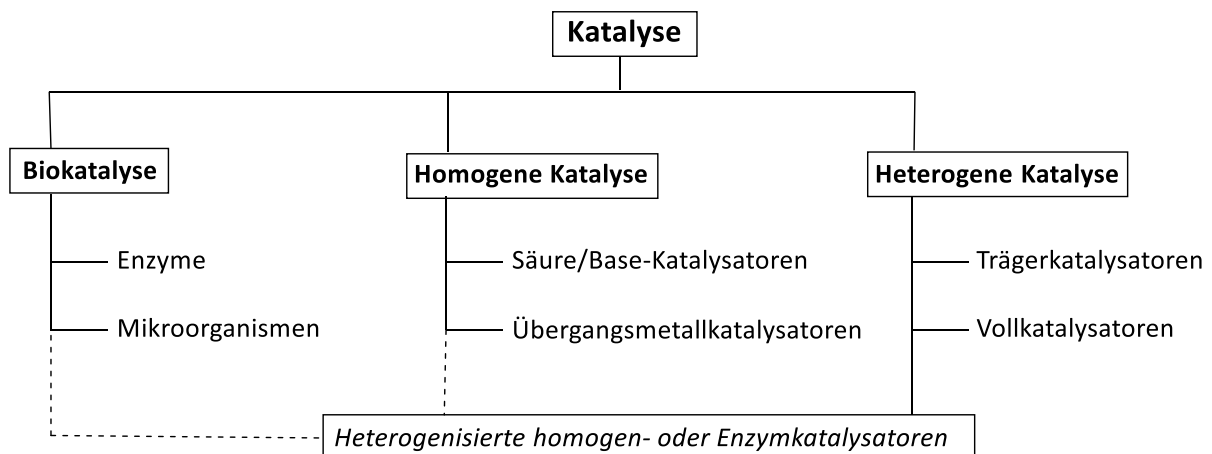 Katalyse
Biokatalyse
Homogene Katalyse
Heterogene Katalyse
Enzyme
Säure/Base-Katalysatoren
Trägerkatalysatoren
Mikroorganismen
Übergangsmetallkatalysatoren
Vollkatalysatoren
Heterogenisierte homogen- oder Enzymkatalysatoren